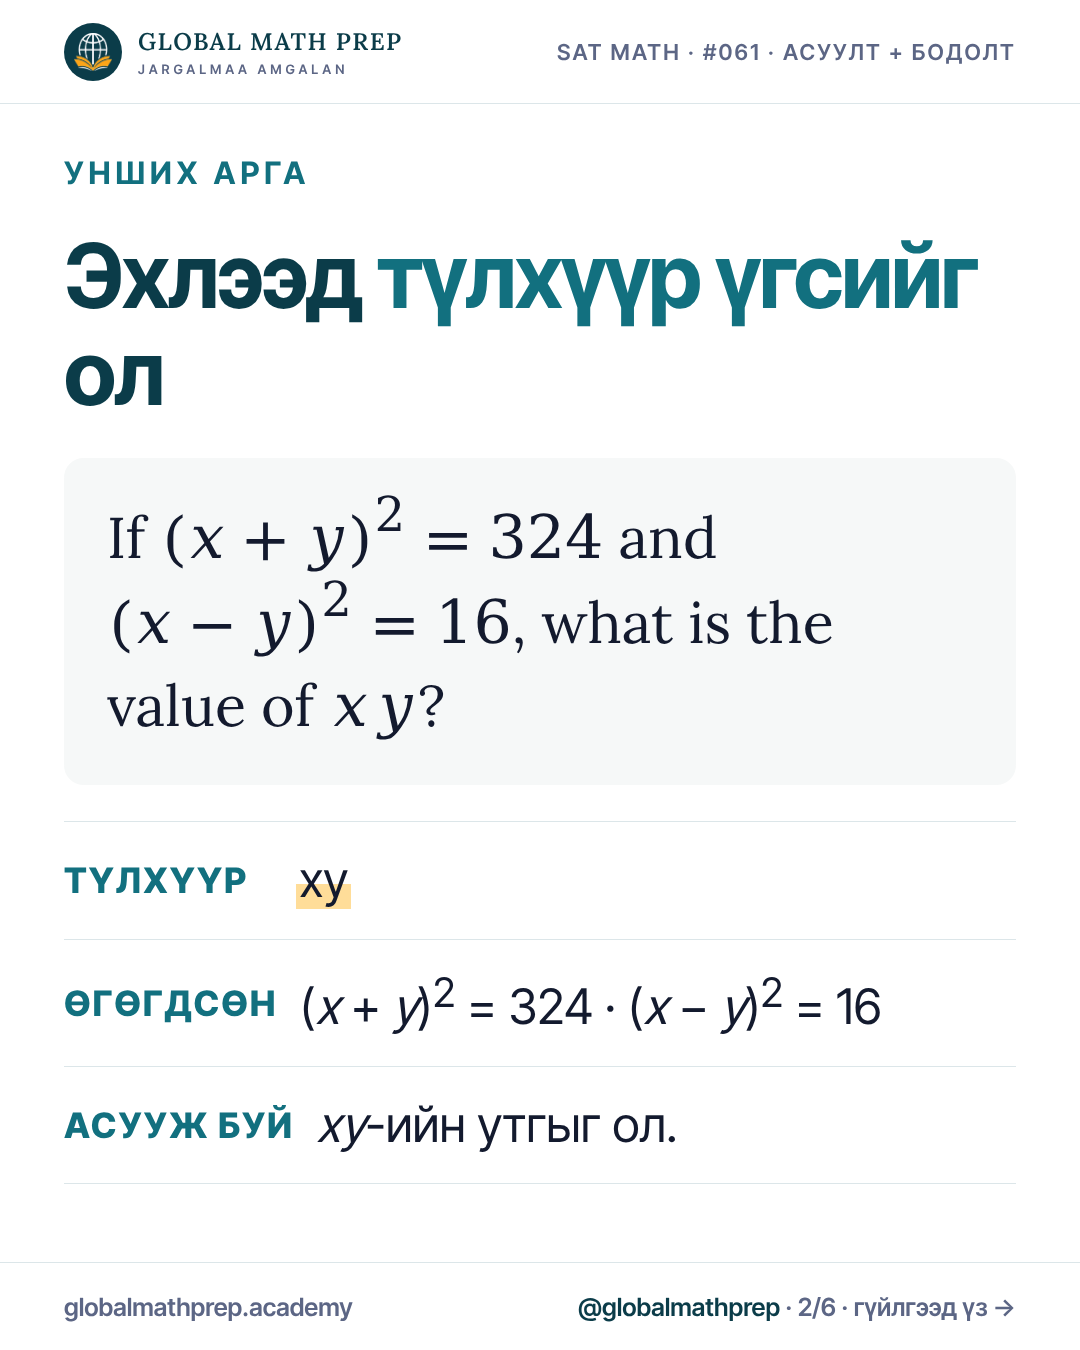 GLOBAL MATH PREP
JARGALMAA AMGALAN
SAT MATH · #061 · АСУУЛТ + БОДОЛТ
УНШИХ АРГА
Эхлээд түлхүүр үгсийг
ол
If (x + y)² = 324 and
(x − y)² = 16, what is the
value of x y?
ТҮЛХҮҮР xy
ӨГӨГДСӨН (x + y)² = 324 · (x − y)² = 16
АСУУЖ БУЙ xy-ийн утгыг ол.
globalmathprep.academy
@globalmathprep · 2/6 · гүйлгээд үз →